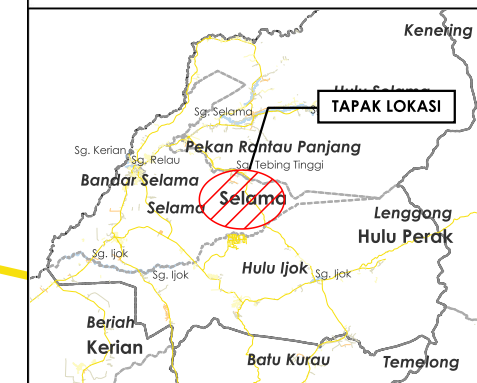 Kenering
Hulu Selama
TAPAK LOKASI
Sg. Selama
S
Pekan Rantau Panjang
Sg. Kerian
Sg. Relau
Sg. Tebing Tinggi
Bandar Selama
Selama
Selama
Lenggong
Hulu Perak
Sg. Ijok
Sg. Ijok
Hulu Ijok
Sg. Ijok
Beriah
Kerian
Batu Kurau
Temelong